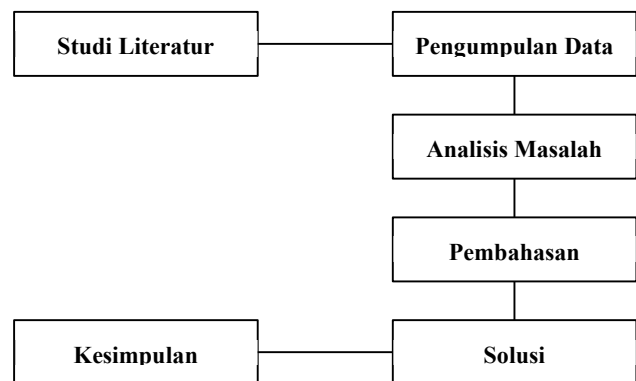 Studi Literatur
Pengumpulan Data
Analisis Masalah
Pembahasan
Solusi
Kesimpulan